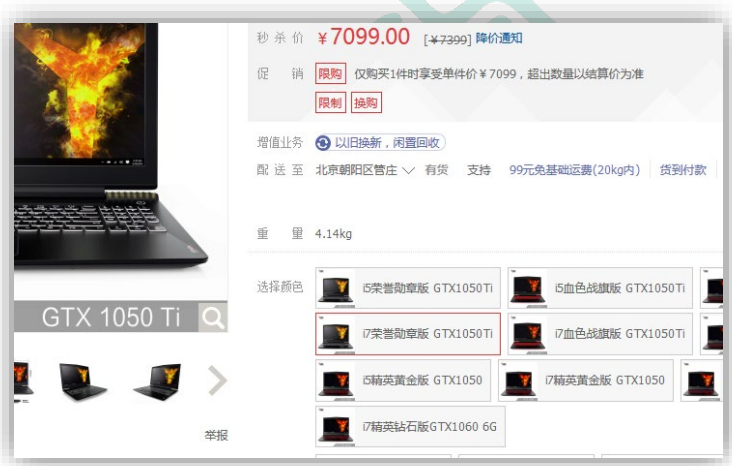 秒 杀 价 ￥7099.00 [￥7399] 降价通知
促 销 限购 仅购买1件时享受单件价￥7099，超出数量以结算价为准
限制 换购
增值业务 以旧换新，闲置回收
配 送 至 北京朝阳区管庄 有货 支持 99元免基础运费(20kg内) 货到付款
重 量 4.14kg
选择颜色 i5荣誉勋章版 GTX1050Ti i5血色战旗版 GTX1050Ti
GTX 1050 Ti
i7荣誉勋章版 GTX1050Ti i7血色战旗版 GTX1050Ti
i5精英黄金版 GTX1050 i7精英黄金版 GTX1050
i7精英钻石版GTX1060 6G
举报